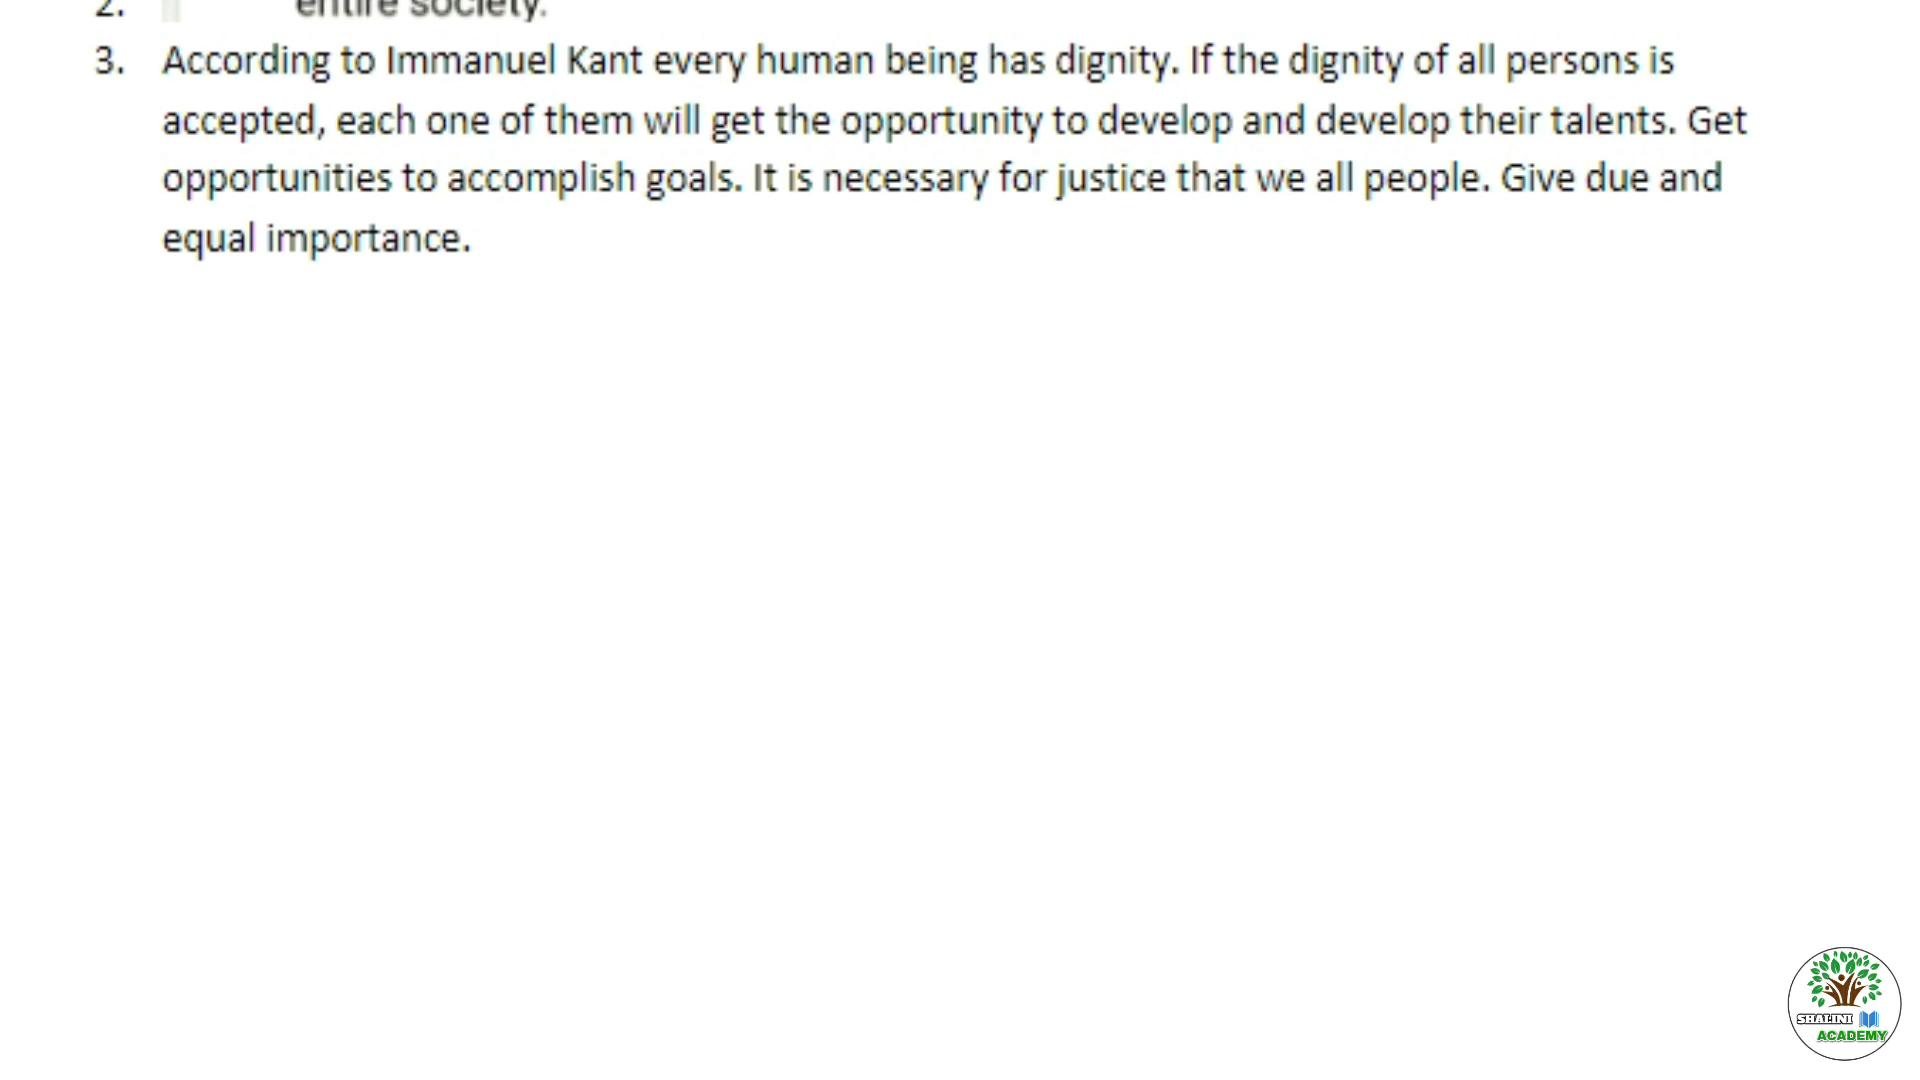 2. entire society.
3. According to Immanuel Kant every human being has dignity. If the dignity of all persons is
accepted, each one of them will get the opportunity to develop and develop their talents. Get
opportunities to accomplish goals. It is necessary for justice that we all people. Give due and
equal importance.
SHALINI
ACADEMY